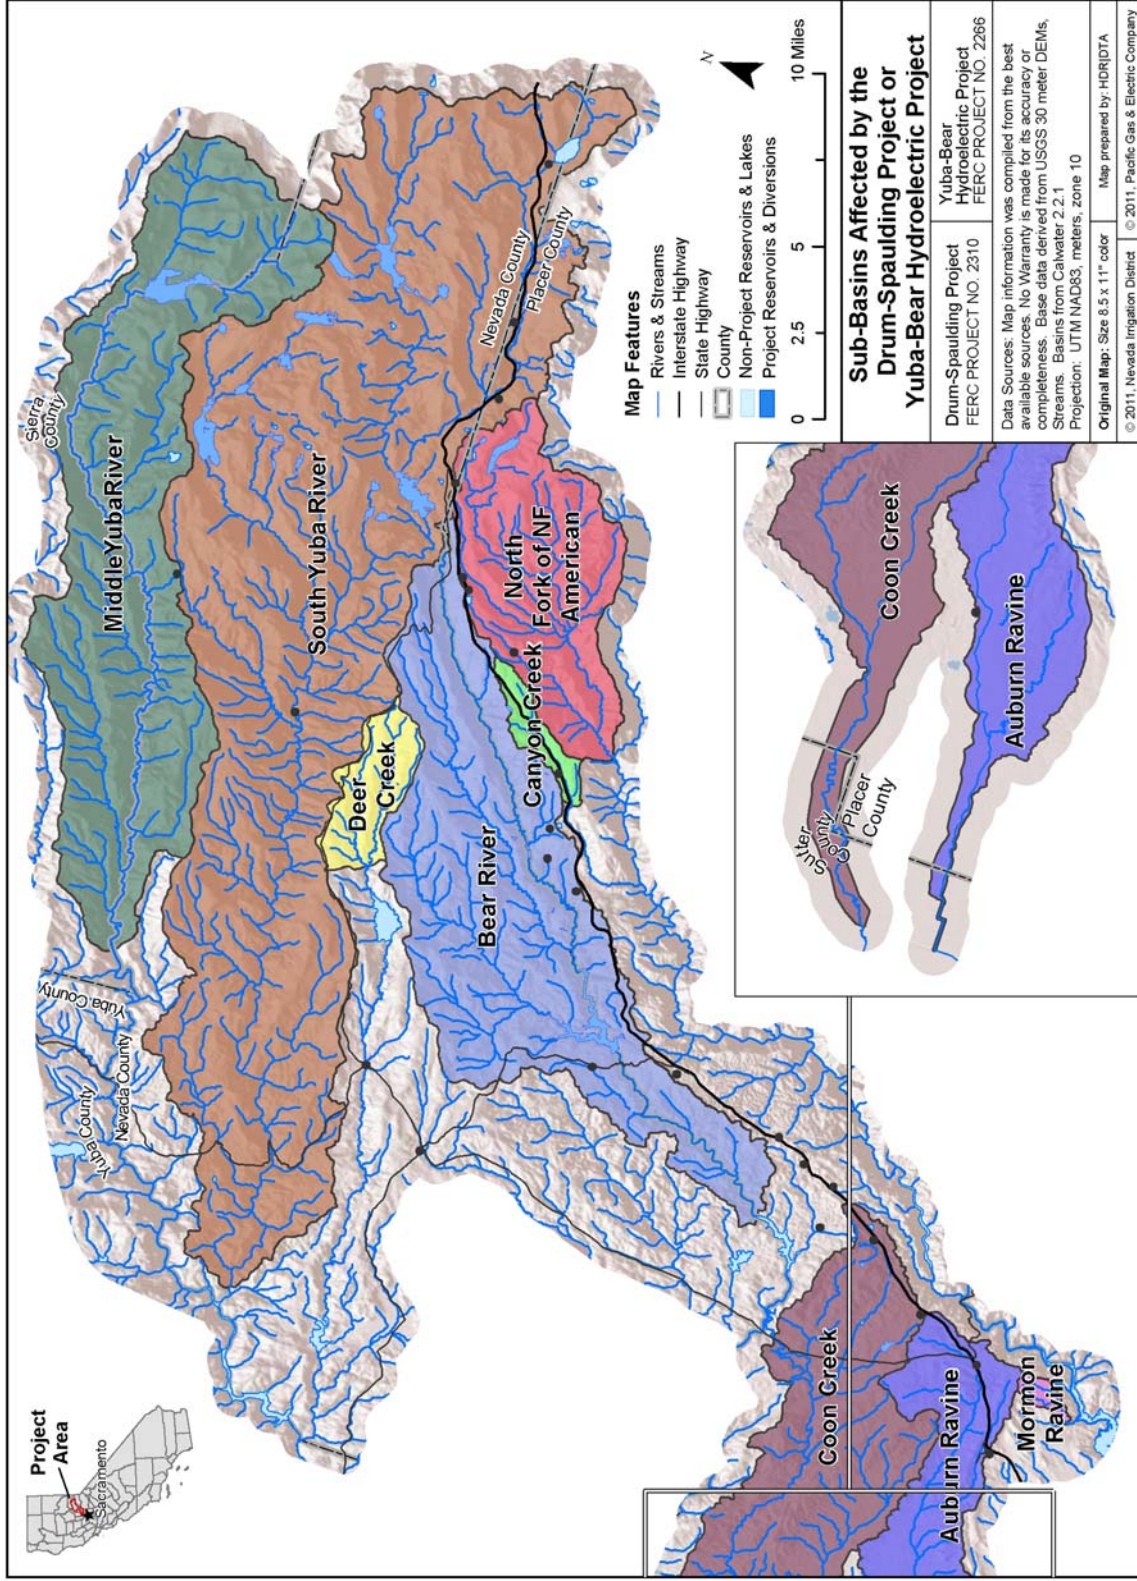 Project
Area
Sacramento
Sierra
County
MiddleYubaRiver
Yuba County
Yuba County
Nevada County
South Yuba River
Deer
Creek
Nevada County
Placer County
Bear River
Canyon Creek
North
Fork of NF
American
Coon Creek
Auburn Ravine
Mormon
Ravine
Map Features
Rivers & Streams
Interstate Highway
State Highway
County
Non-Project Reservoirs & Lakes
Project Reservoirs & Diversions
N
0 2.5 5 10 Miles
Coon Creek
Sutter
County
Placer
County
Auburn Ravine
Sub-Basins Affected by the
Drum-Spaulding Project or
Yuba-Bear Hydroelectric Project
Drum-Spaulding Project
FERC PROJECT NO. 2310
Yuba-Bear
Hydroelectric Project
FERC PROJECT NO. 2266
Data Sources: Map information was compiled from the best
available sources. No Warranty is made for its accuracy or
completeness. Base data derived from USGS 30 meter DEMs,
Streams. Basins from Calwater 2.2.1
Projection: UTM NAD83, meters, zone 10
Original Map: Size 8.5 x 11" color
Map prepared by: HDR|DTA
© 2011, Nevada Irrigation District
© 2011, Pacific Gas & Electric Company